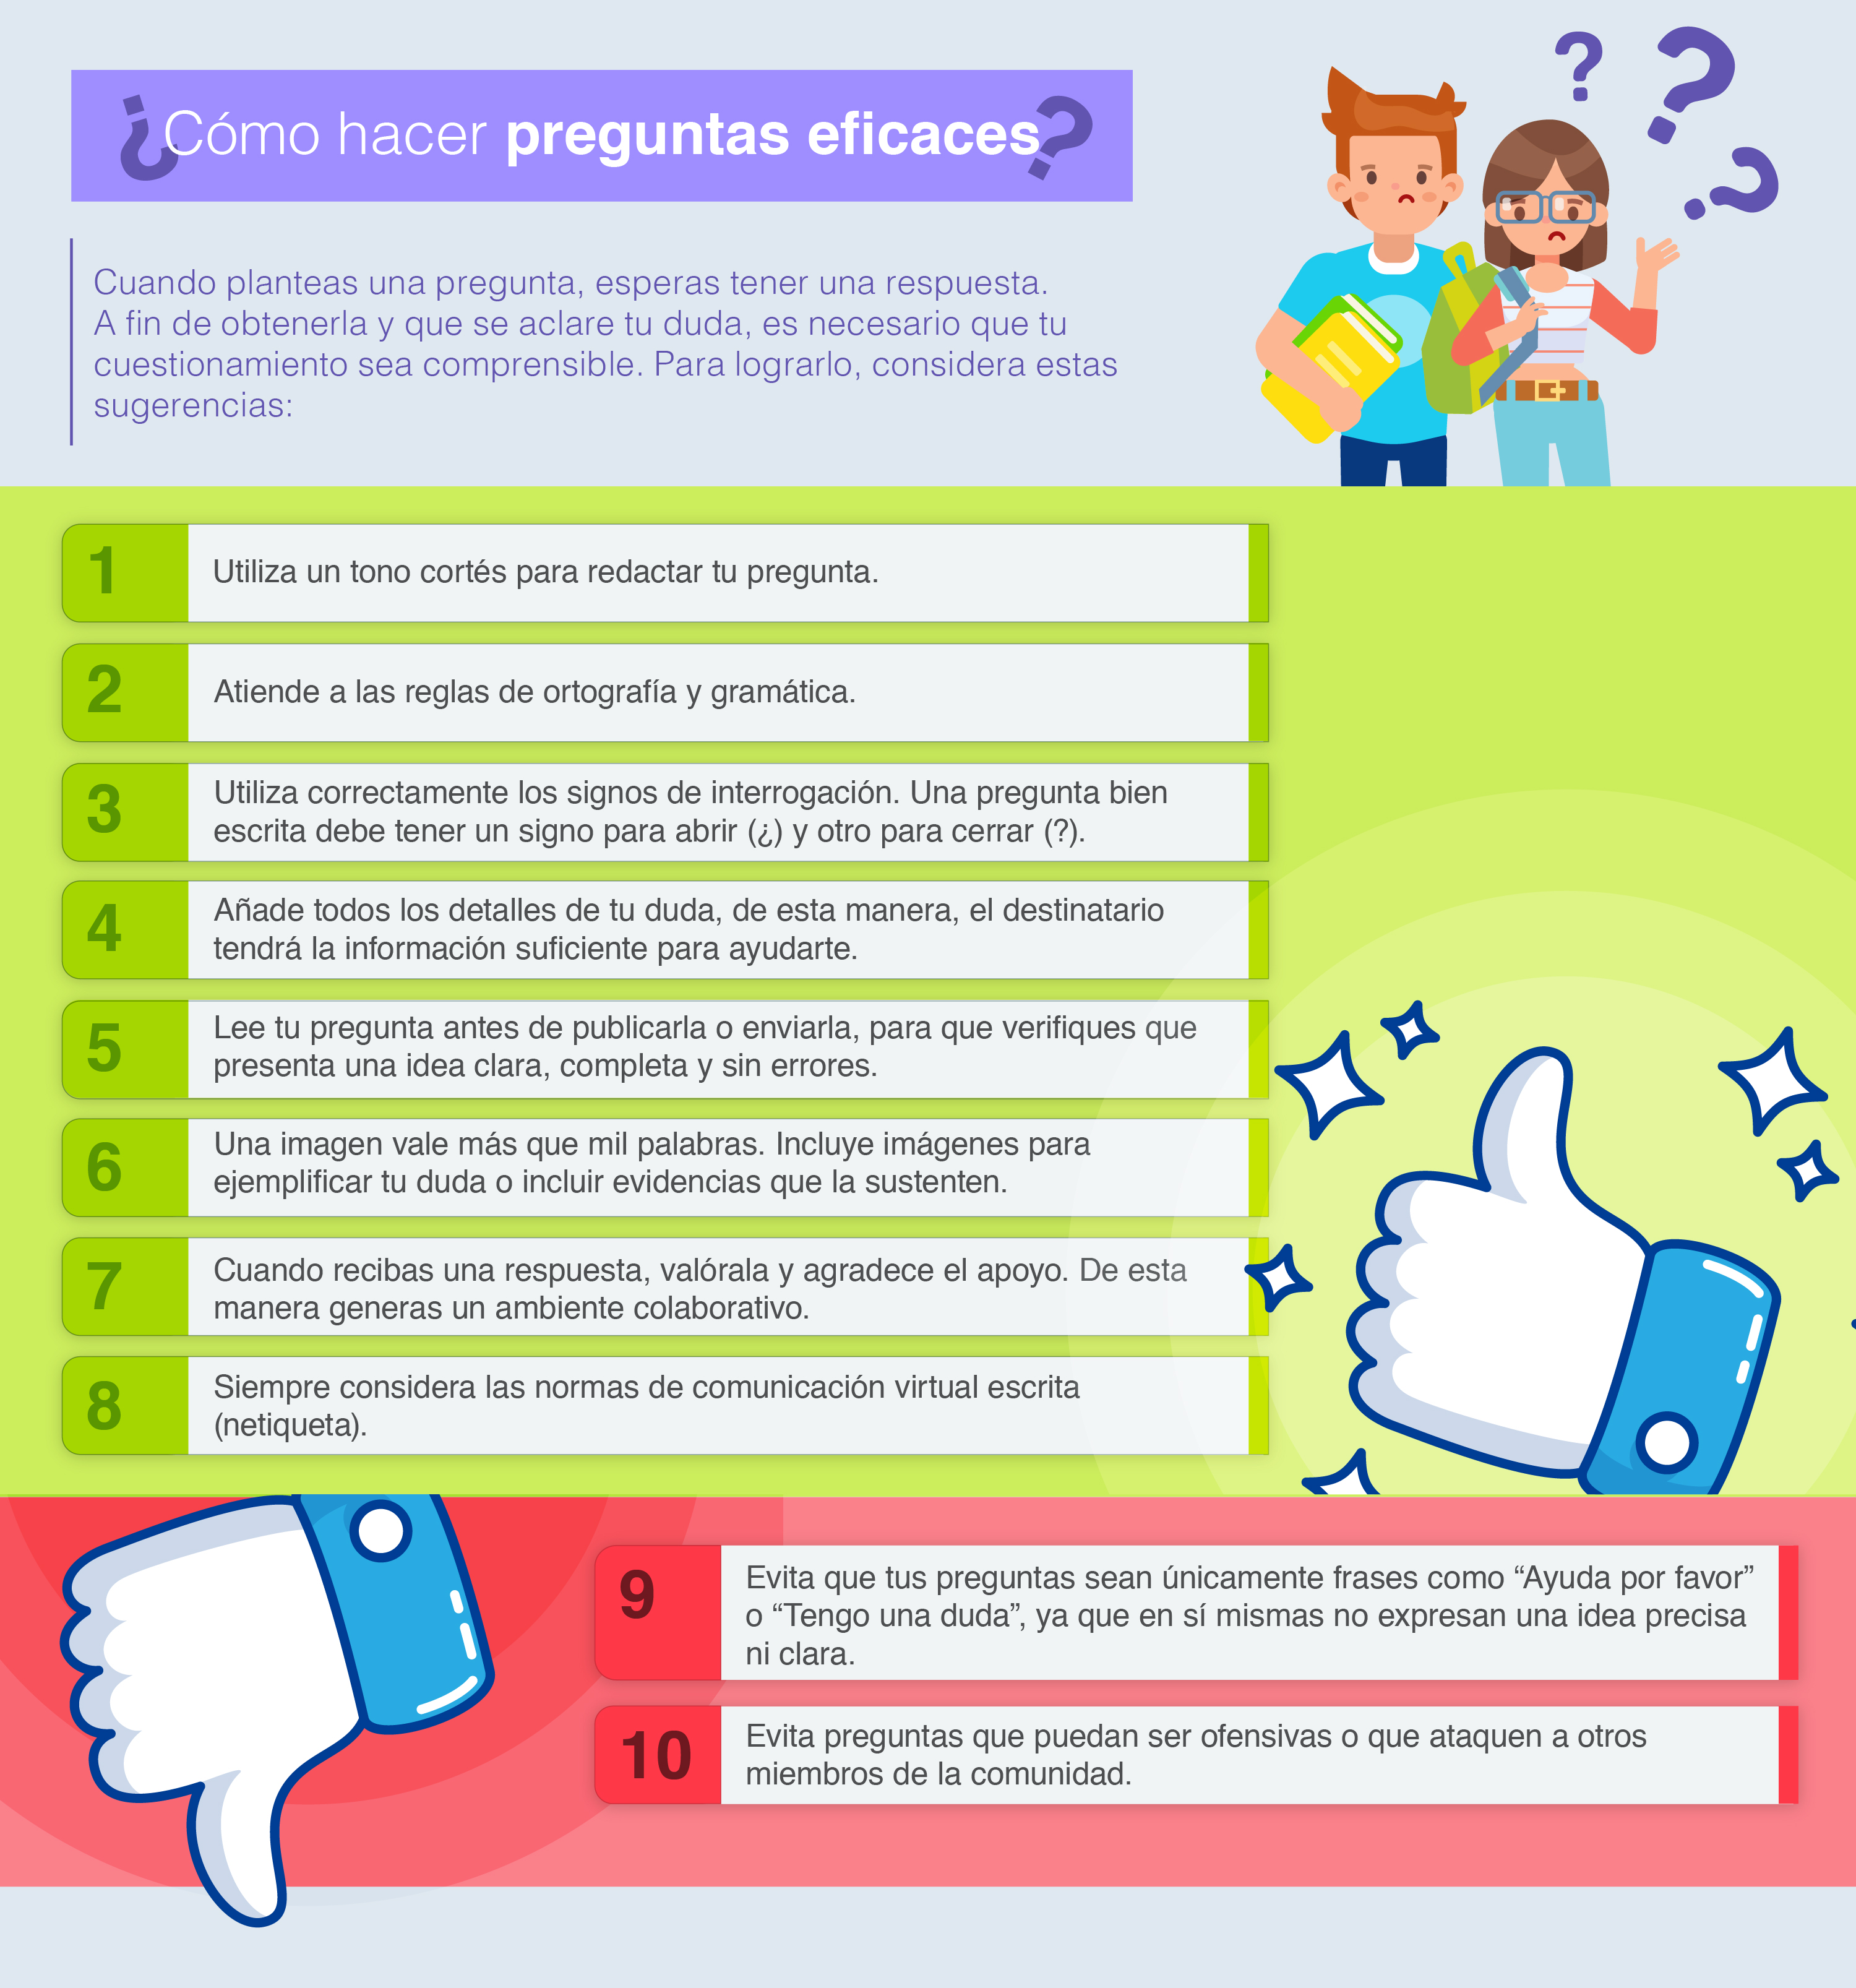 ¿Cómo hacer preguntas eficaces?
Cuando planteas una pregunta, esperas tener una respuesta.
A fin de obtenerla y que se aclare tu duda, es necesario que tu
cuestionamiento sea comprensible. Para lograrlo, considera estas
sugerencias:
? ? ?
1
Utiliza un tono cortés para redactar tu pregunta.
2
Atiende a las reglas de ortografía y gramática.
3
Utiliza correctamente los signos de interrogación. Una pregunta bien
escrita debe tener un signo para abrir (¿) y otro para cerrar (?).
4
Añade todos los detalles de tu duda, de esta manera, el destinatario
tendrá la información suficiente para ayudarte.
5
Lee tu pregunta antes de publicarla o enviarla, para que verifiques que
presenta una idea clara, completa y sin errores.
6
Una imagen vale más que mil palabras. Incluye imágenes para
ejemplificar tu duda o incluir evidencias que la sustenten.
7
Cuando recibas una respuesta, valórala y agradece el apoyo. De esta
manera generas un ambiente colaborativo.
8
Siempre considera las normas de comunicación virtual escrita
(netiqueta).
9
Evita que tus preguntas sean únicamente frases como “Ayuda por favor”
o “Tengo una duda”, ya que en sí mismas no expresan una idea precisa
ni clara.
10
Evita preguntas que puedan ser ofensivas o que ataquen a otros
miembros de la comunidad.